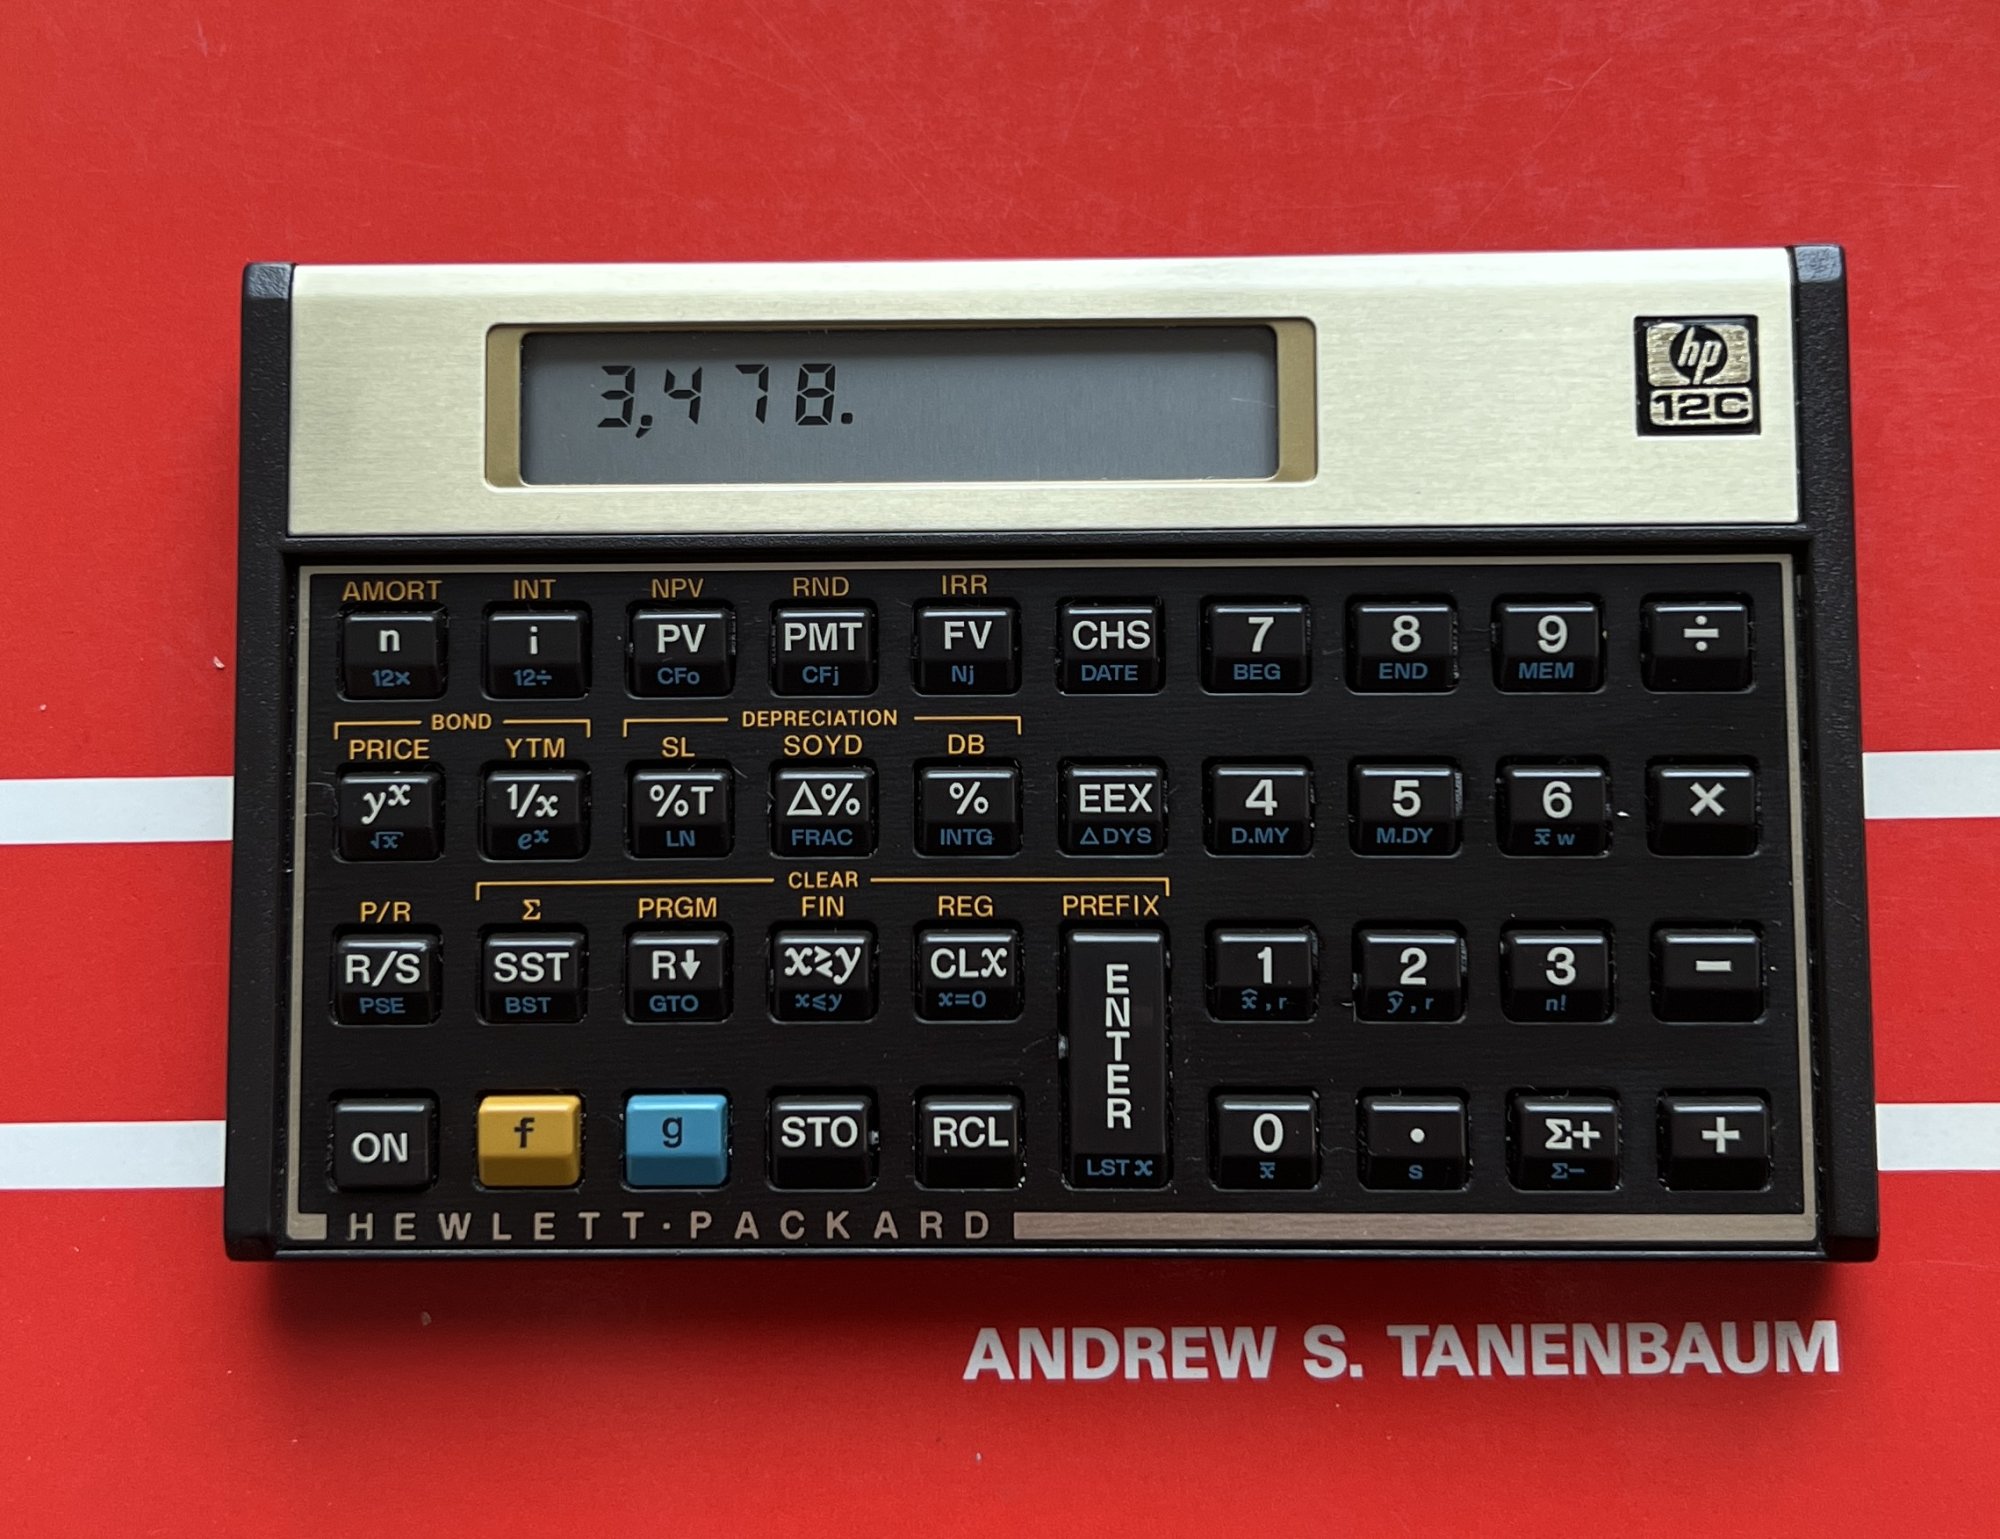 3,478.
hp
12C
AMORT INT NPV RND IRR
n i PV PMT FV CHS 7 8 9 ÷
12× 12÷ CFo CFj Nj DATE BEG END MEM
BOND DEPRECIATION
PRICE YTM SL SOYD DB
yˣ 1/x %T Δ% % EEX 4 5 6 ×
√x eˣ LN FRAC INTG ΔDYS D.MY M.DY x̄w
CLEAR
P/R Σ PRGM FIN REG PREFIX
R/S SST R↓ x≷y CLx ENTER 1 2 3 −
PSE BST GTO x≤y x=0 x̂,r ŷ,r n!
ON f g STO RCL 0 • Σ+ +
LST x x̄ s Σ−
HEWLETT·PACKARD
ANDREW S. TANENBAUM